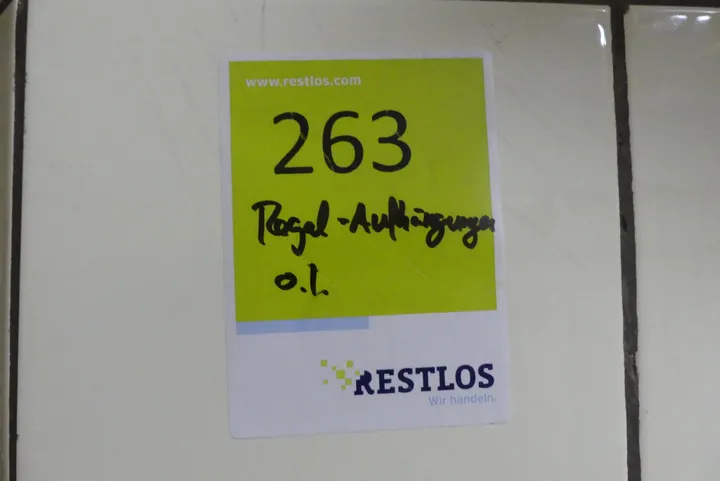 www.restlos.com
263
Regal-Aufhängungen
o.l.
RESTLOS
Wir handeln.